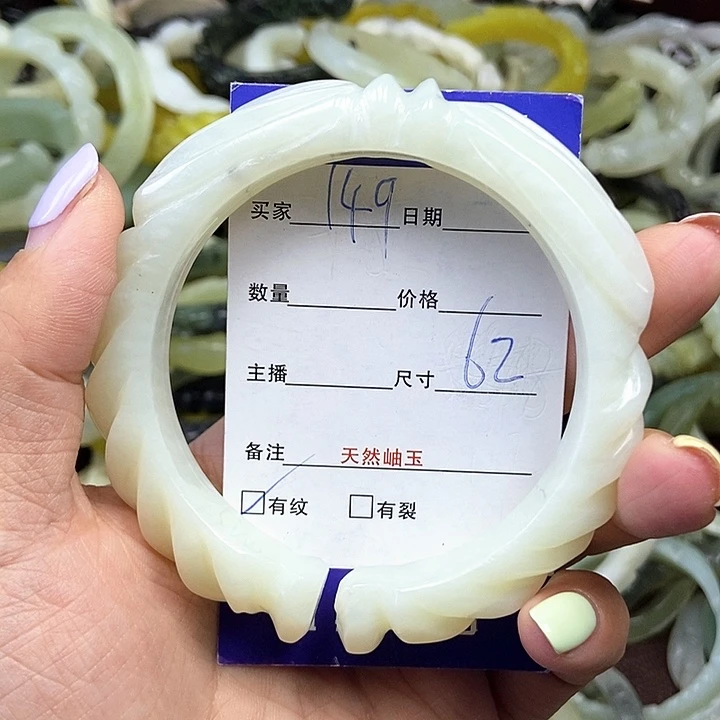 买家 149 日期
数量 价格
主播 尺寸 62
备注 天然岫玉
有纹 有裂